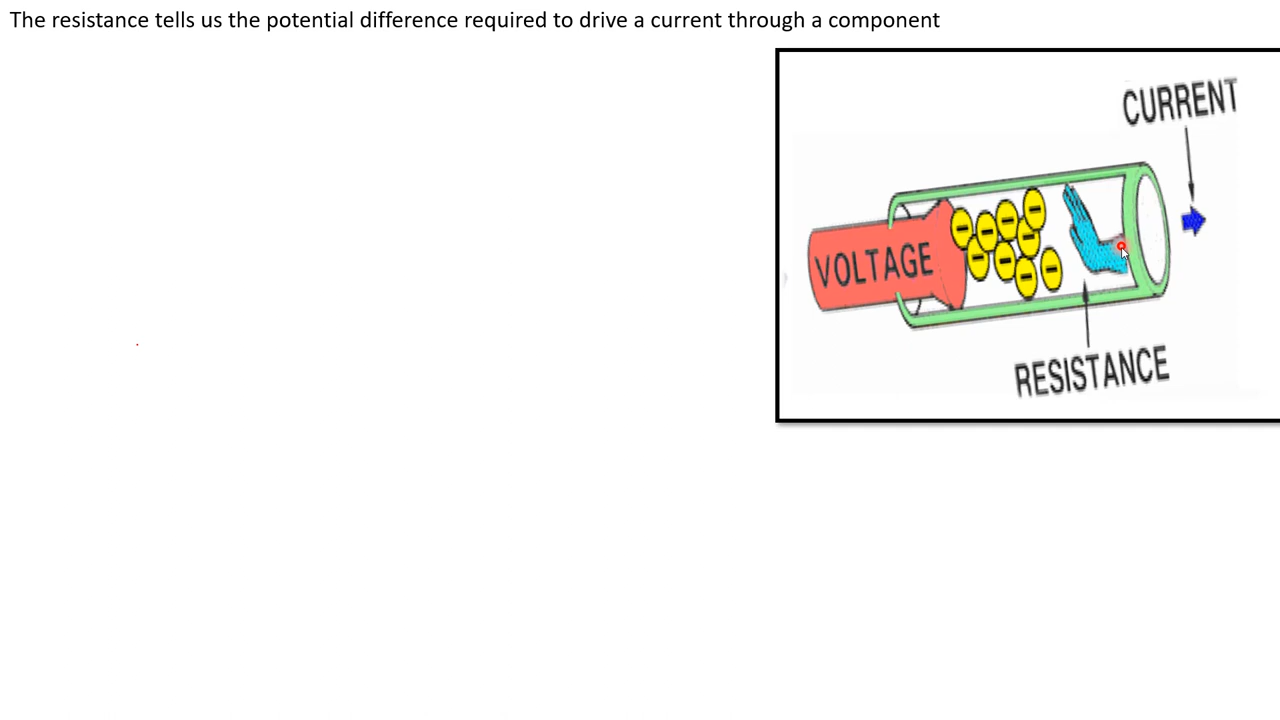 The resistance tells us the potential difference required to drive a current through a component
CURRENT
VOLTAGE
RESISTANCE